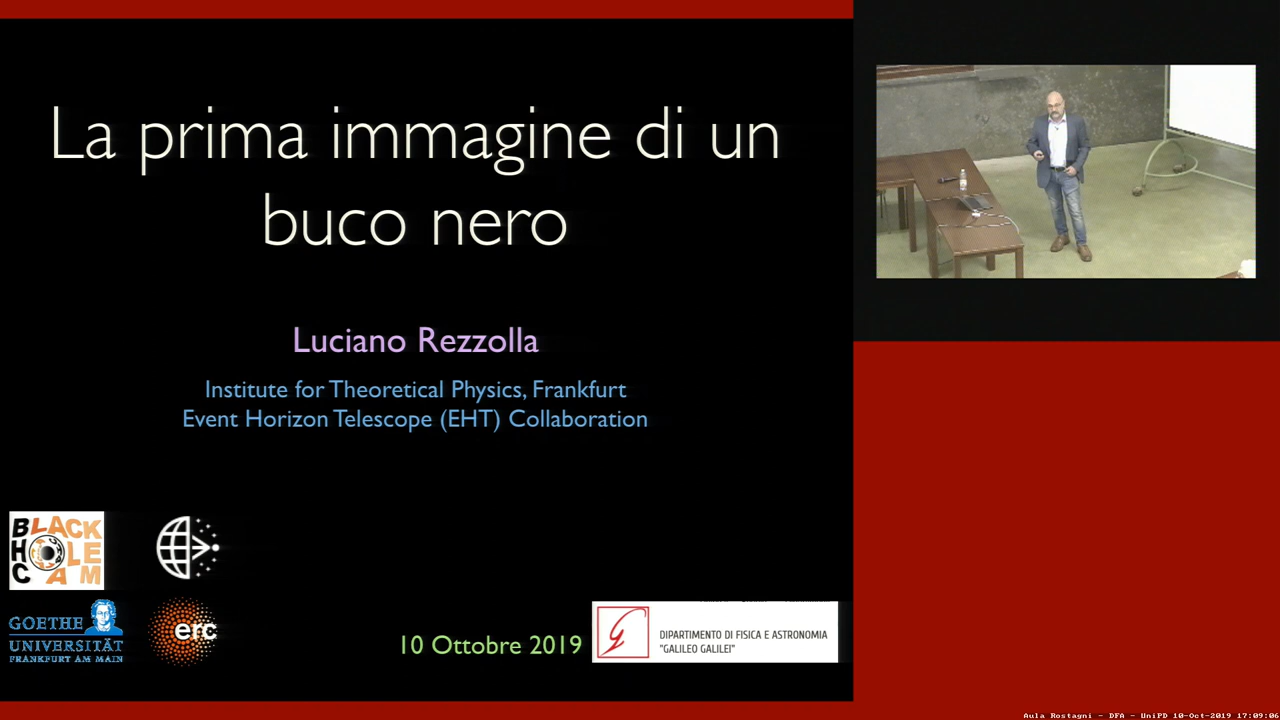 La prima immagine di un
buco nero
Luciano Rezzolla
Institute for Theoretical Physics, Frankfurt
Event Horizon Telescope (EHT) Collaboration
BLACK
HOLE
CAM
GOETHE
UNIVERSITÄT
FRANKFURT AM MAIN
erc
10 Ottobre 2019
DIPARTIMENTO DI FISICA E ASTRONOMIA
"GALILEO GALILEI"
Aula Rostagni - DFA - UniPD 10-Oct-2019 17:09:06